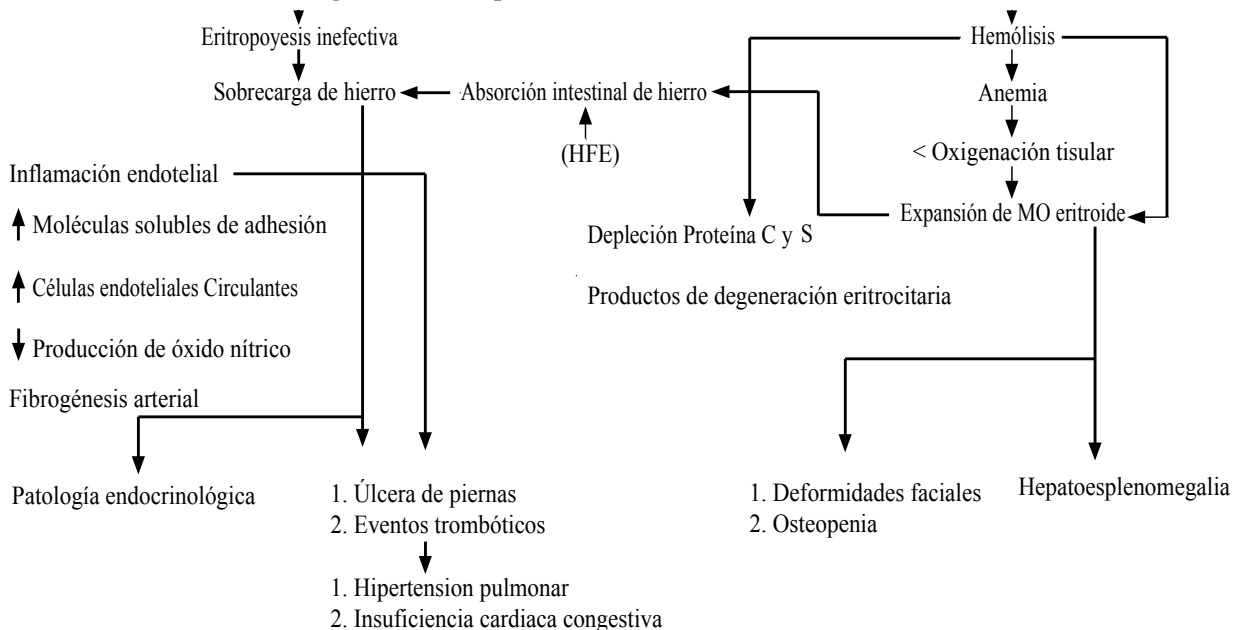 Eritropoyesis inefectiva
Hemólisis
Sobrecarga de hierro
Absorción intestinal de hierro
Anemia
(HFE)
< Oxigenación tisular
Inflamación endotelial
Expansión de MO eritroide
Moléculas solubles de adhesión
Depleción Proteína C y S
Células endoteliales Circulantes
Productos de degeneración eritrocitaria
Producción de óxido nítrico
Fibrogénesis arterial
Patología endocrinológica
1. Úlcera de piernas
2. Eventos trombóticos
1. Deformidades faciales
2. Osteopenia
Hepatoesplenomegalia
1. Hipertension pulmonar
2. Insuficiencia cardiaca congestiva